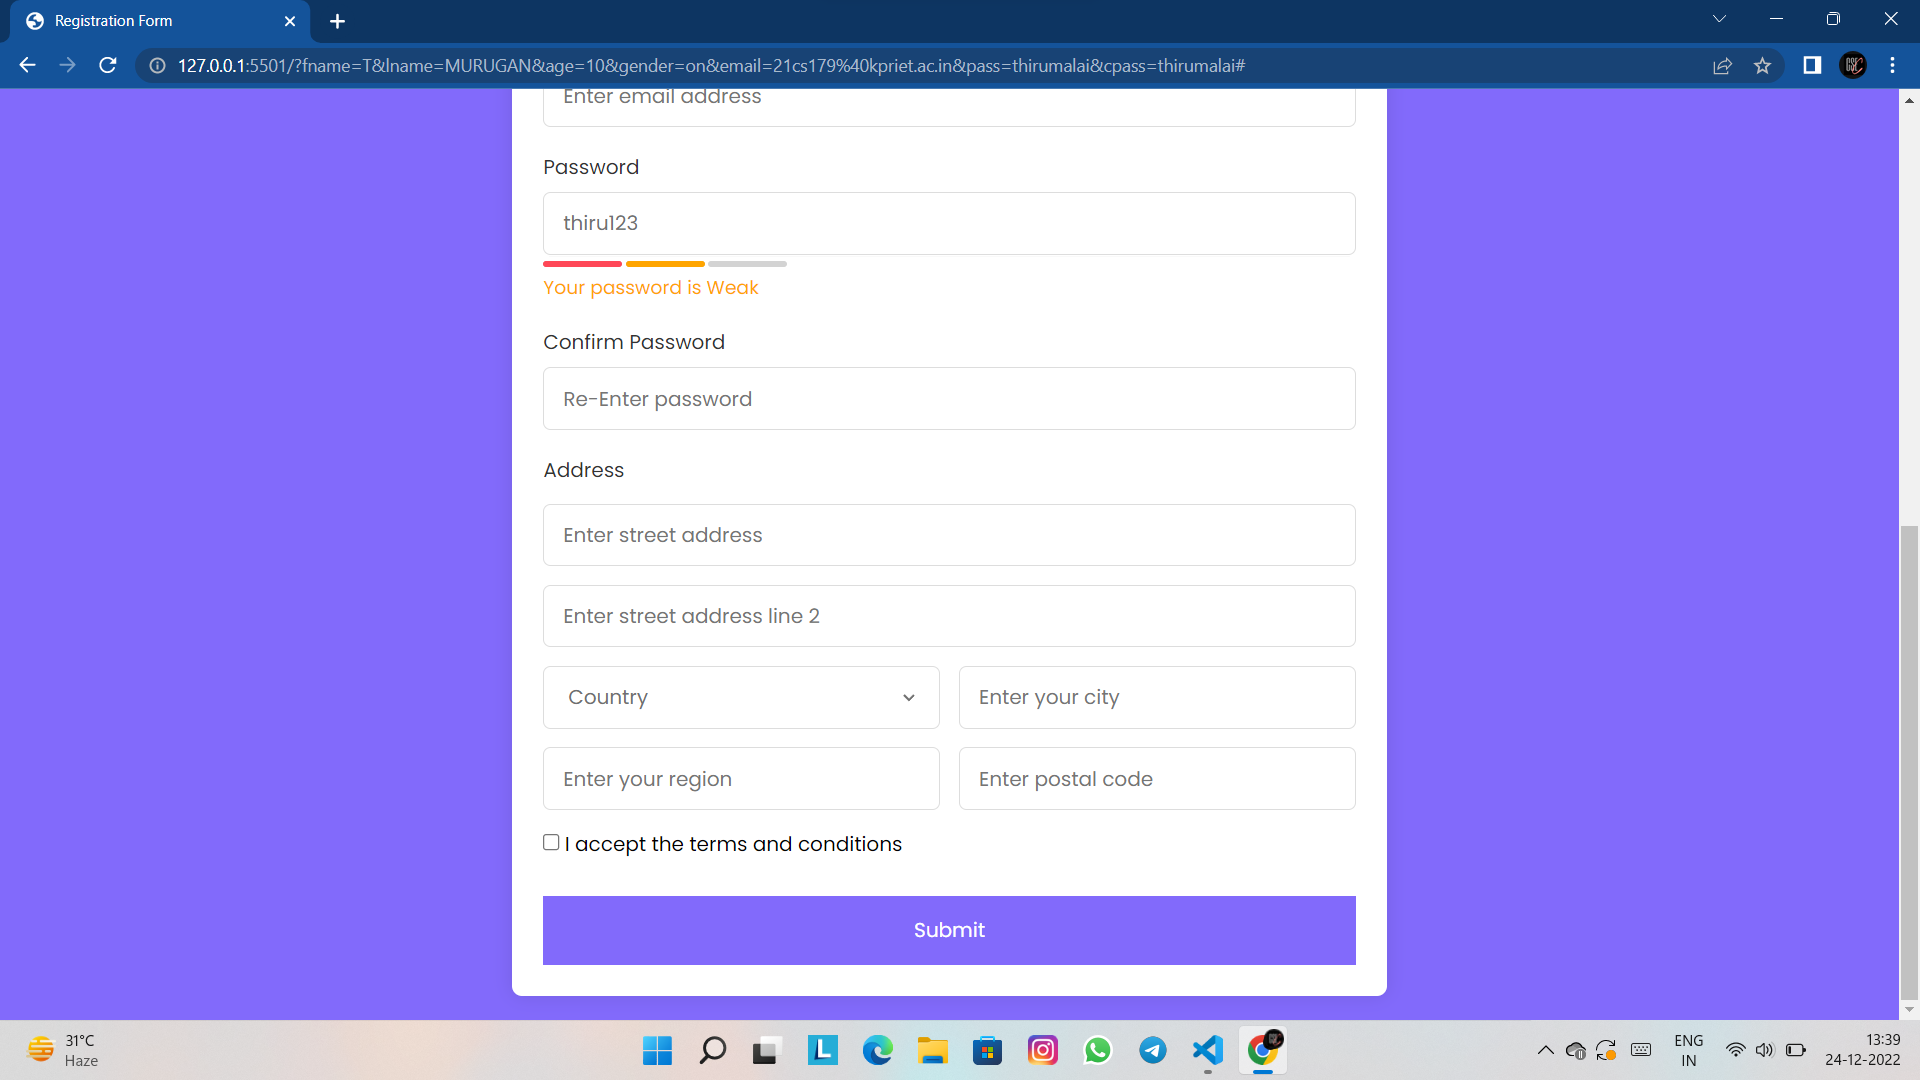 Registration Form
127.0.0.1:5501/?fname=T&lname=MURUGAN&age=10&gender=on&email=21cs179%40kpriet.ac.in&pass=thirumalai&cpass=thirumalai#
Enter email address
Password
thiru123
Your password is Weak
Confirm Password
Re-Enter password
Address
Enter street address
Enter street address line 2
Country
Enter your city
Enter your region
Enter postal code
I accept the terms and conditions
Submit
31°C
Haze
L
ENG
IN
13:39
24-12-2022